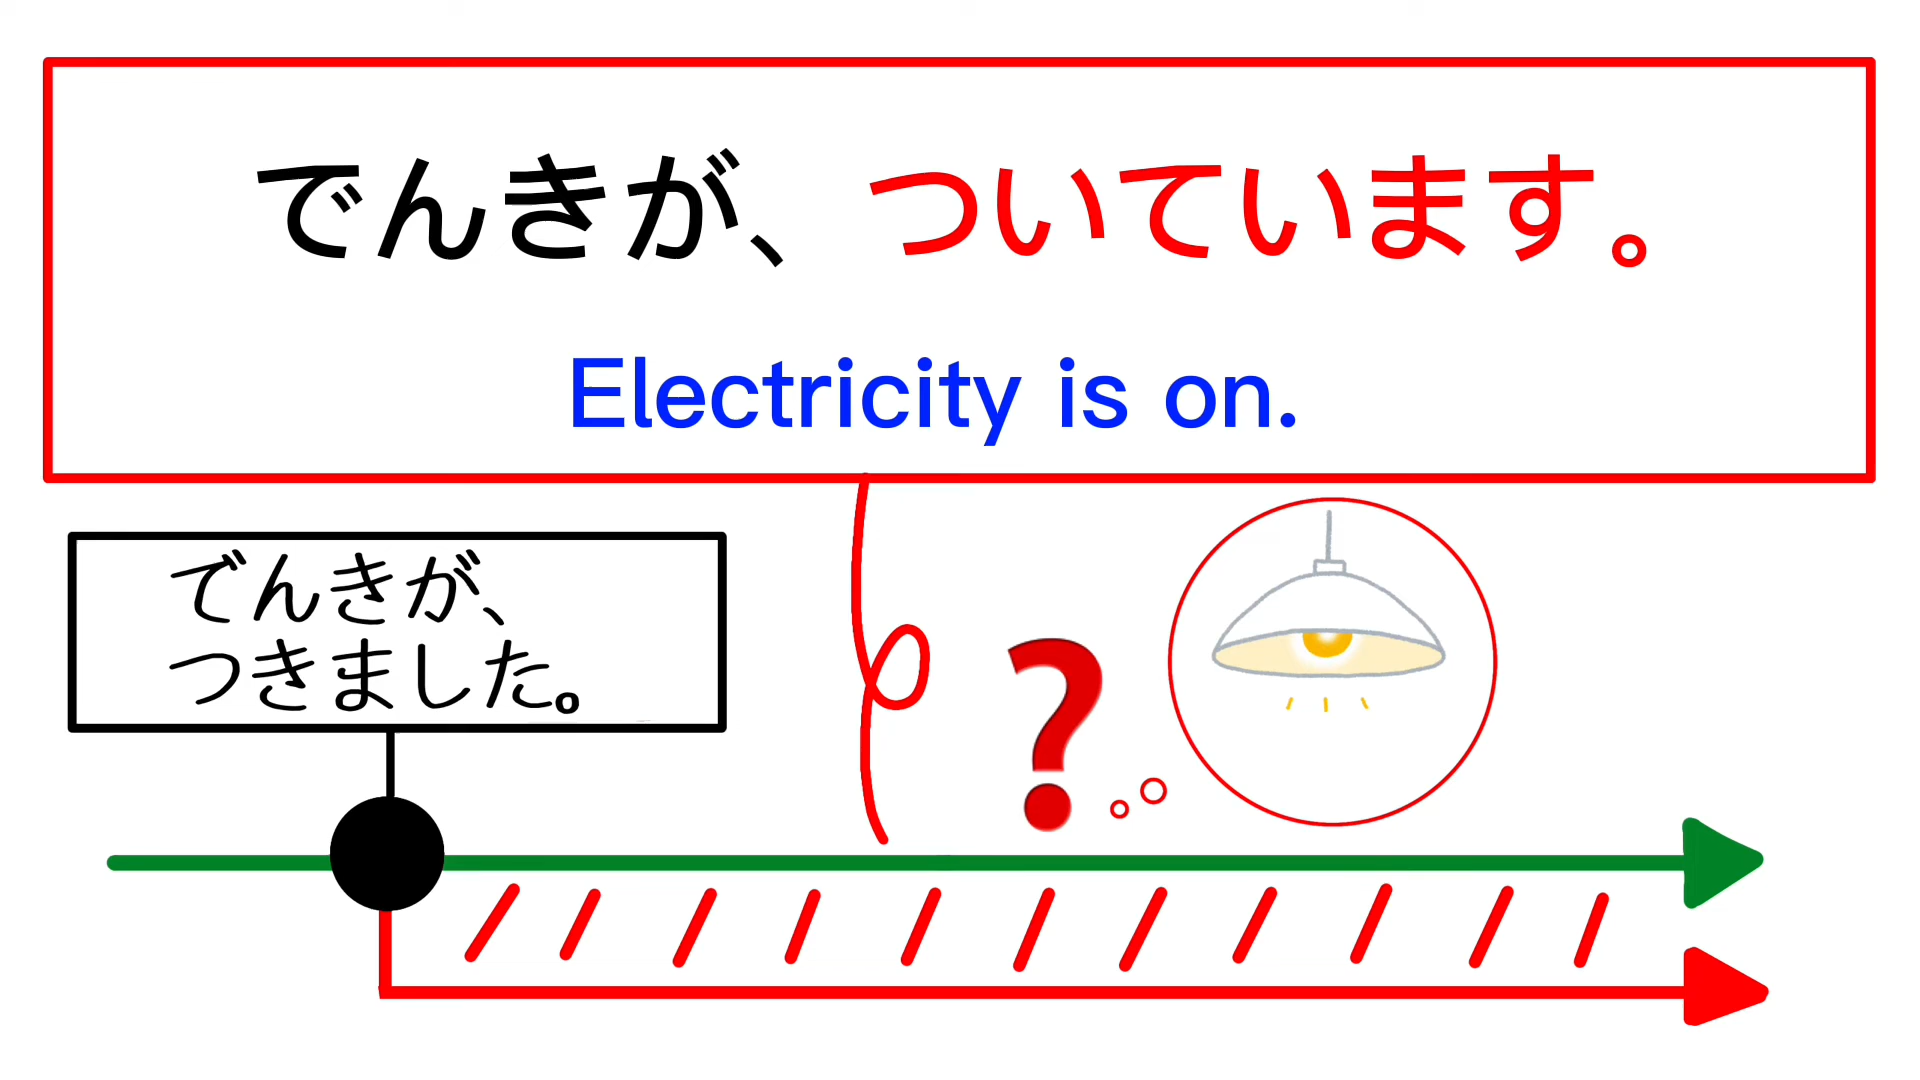 でんきが、ついています。
Electricity is on.
でんきが、
つきました。
?